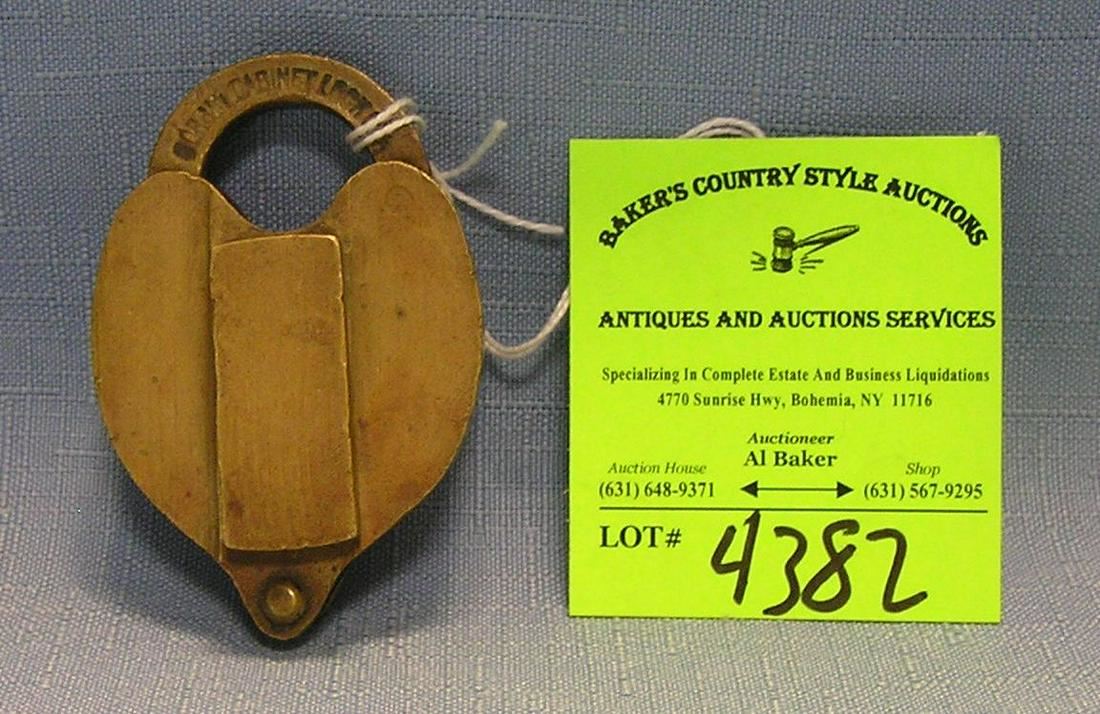 CABINET LOCK
BAKER'S COUNTRY STYLE AUCTIONS
ANTIQUES AND AUCTIONS SERVICES
Specializing In Complete Estate And Business Liquidations
4770 Sunrise Hwy, Bohemia, NY 11716
Auctioneer
Al Baker
Auction House
(631) 648-9371
Shop
(631) 567-9295
LOT# 4382